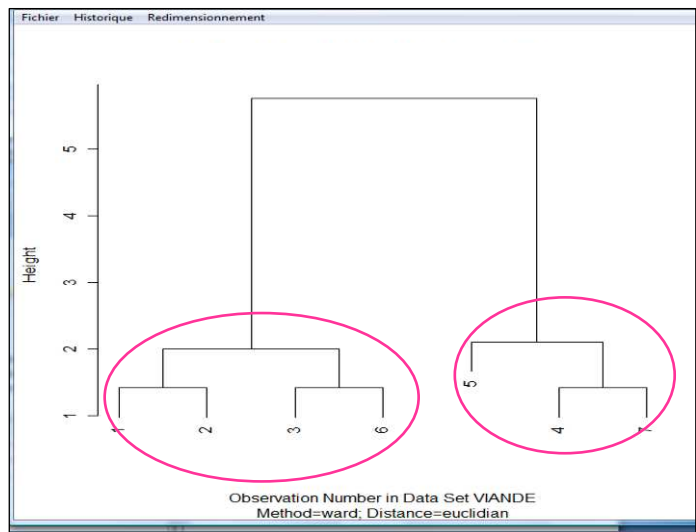 Fichier Historique Redimensionnement
Height
5
4
3
2
1
5
1 2 3 6 4
Observation Number in Data Set VIANDE
Method=ward; Distance=euclidian